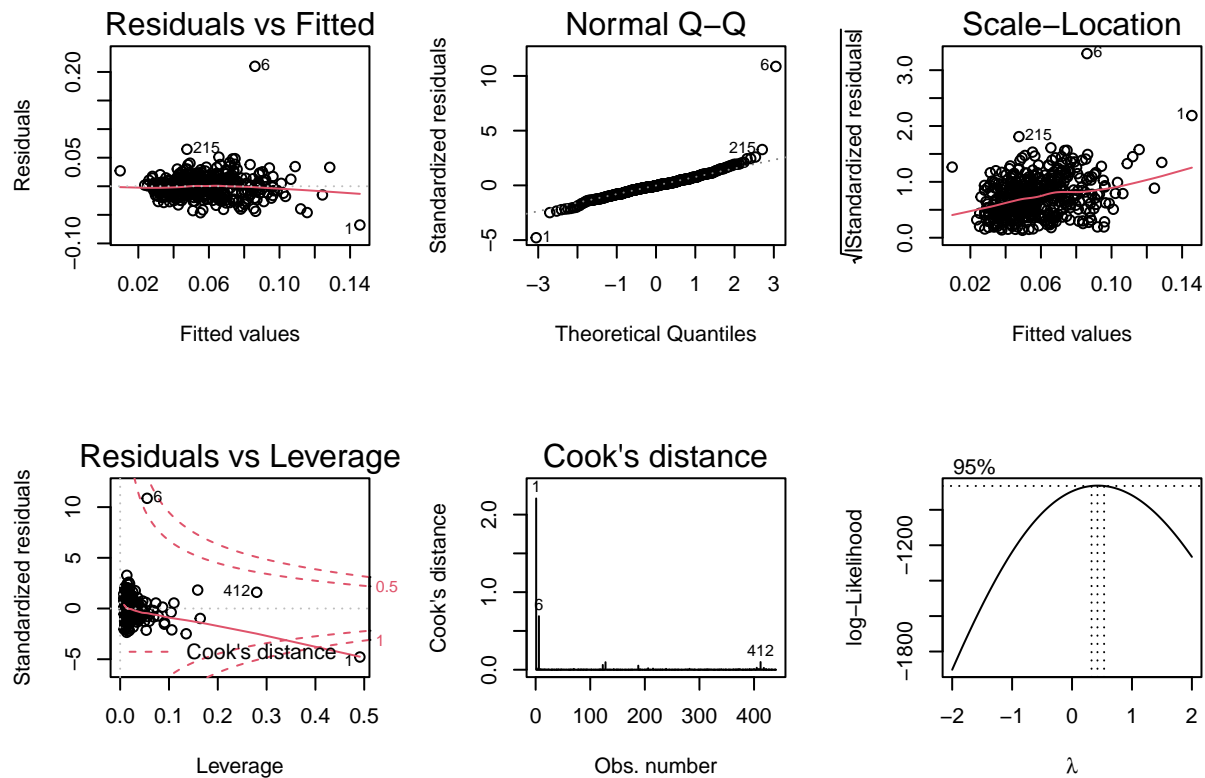 Residuals vs Fitted
Residuals
−0.10 0.05 0.20
6
215
1
0.02 0.06 0.10 0.14
Fitted values
Normal Q−Q
Standardized residuals
−5 0 5 10
6
215
1
−3 −1 0 1 2 3
Theoretical Quantiles
Scale−Location
√|Standardized residuals|
0.0 1.0 2.0 3.0
6
1
215
0.02 0.06 0.10 0.14
Fitted values
Residuals vs Leverage
Standardized residuals
−5 0 5 10
6
412
1
0.5
1
Cook's distance
0.0 0.1 0.2 0.3 0.4 0.5
Leverage
Cook's distance
Cook's distance
0.0 1.0 2.0
1
6
412
0 100 200 300 400
Obs. number
95%
log−Likelihood
−1800 −1200
−2 −1 0 1 2
λ